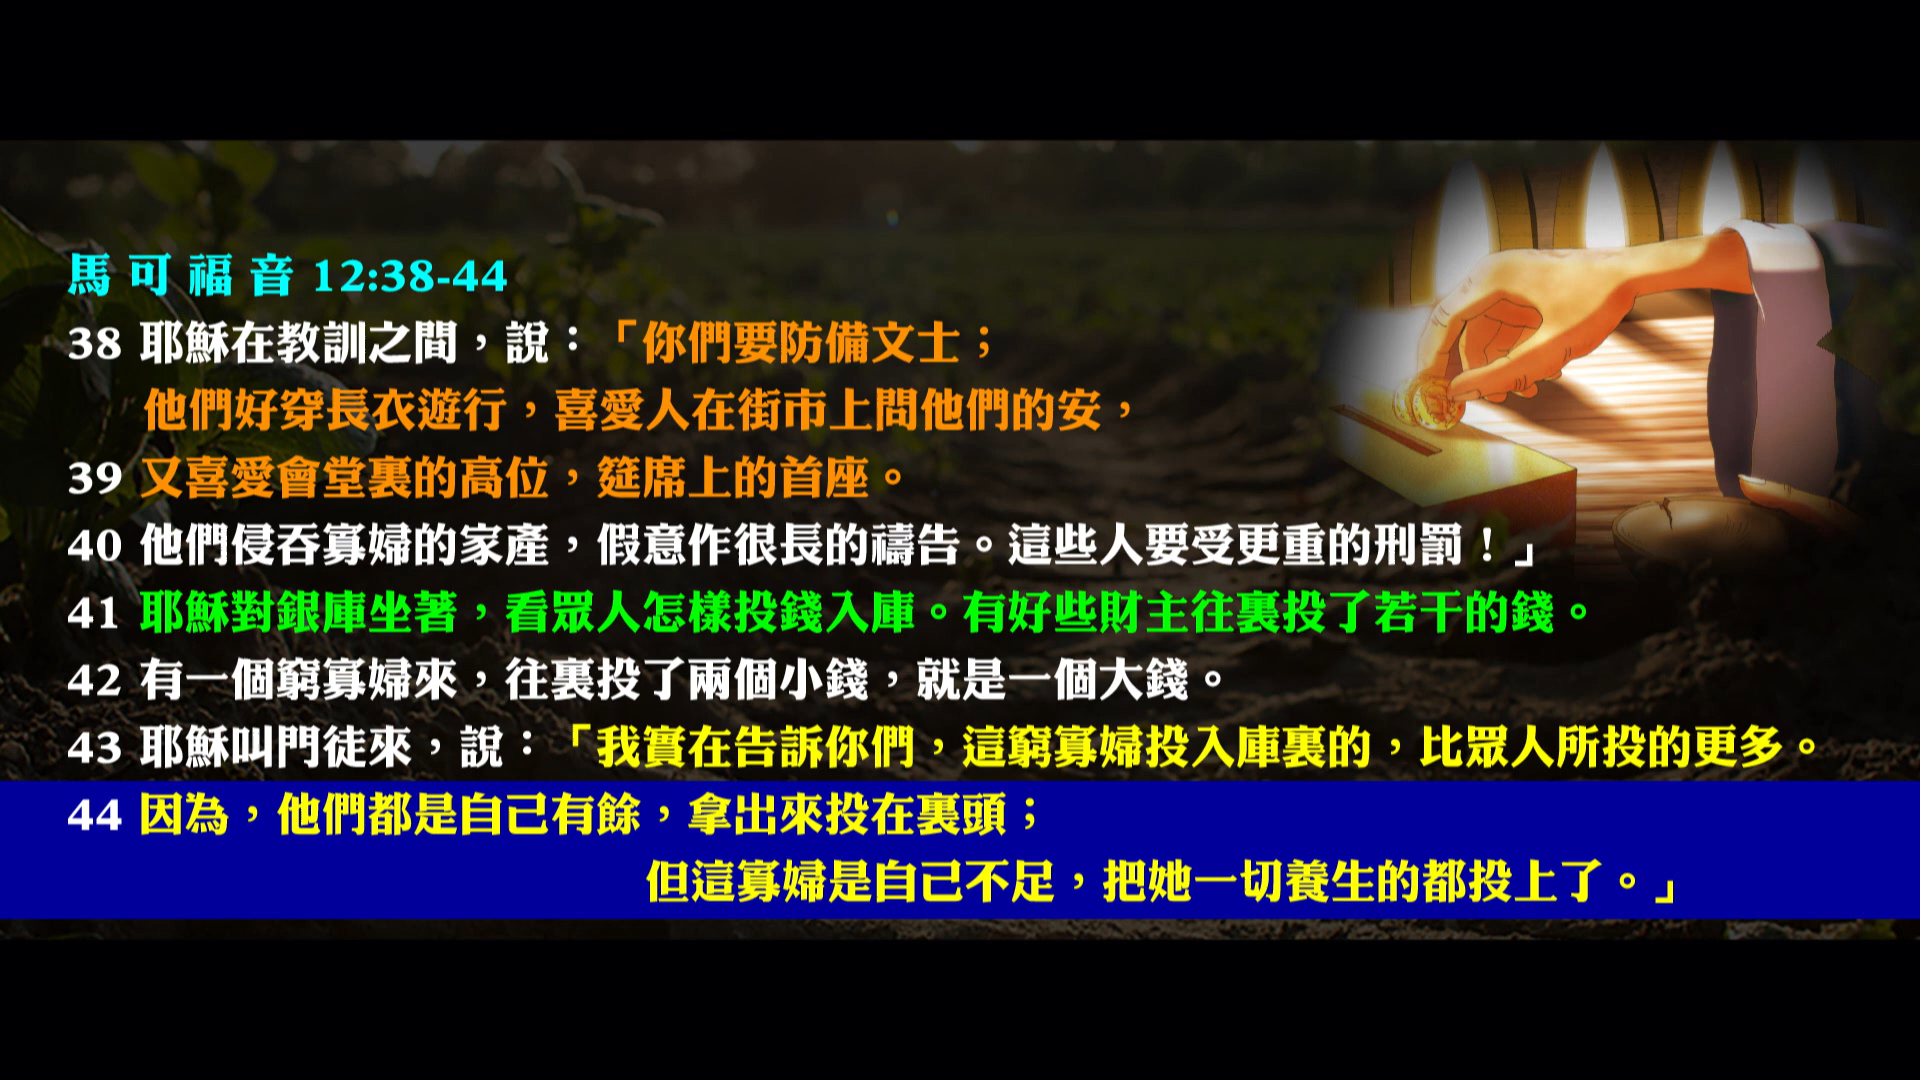 馬可福音 12:38-44
38 耶穌在教訓之間，說：「你們要防備文士；
他們好穿長衣遊行，喜愛人在街市上問他們的安，
39 又喜愛會堂裏的高位，筵席上的首座。
40 他們侵吞寡婦的家產，假意作很長的禱告。這些人要受更重的刑罰！」
41 耶穌對銀庫坐著，看眾人怎樣投錢入庫。有好些財主往裏投了若干的錢。
42 有一個窮寡婦來，往裏投了兩個小錢，就是一個大錢。
43 耶穌叫門徒來，說：「我實在告訴你們，這窮寡婦投入庫裏的，比眾人所投的更多。
44 因為，他們都是自己有餘，拿出來投在裏頭；
但這寡婦是自己不足，把她一切養生的都投上了。」